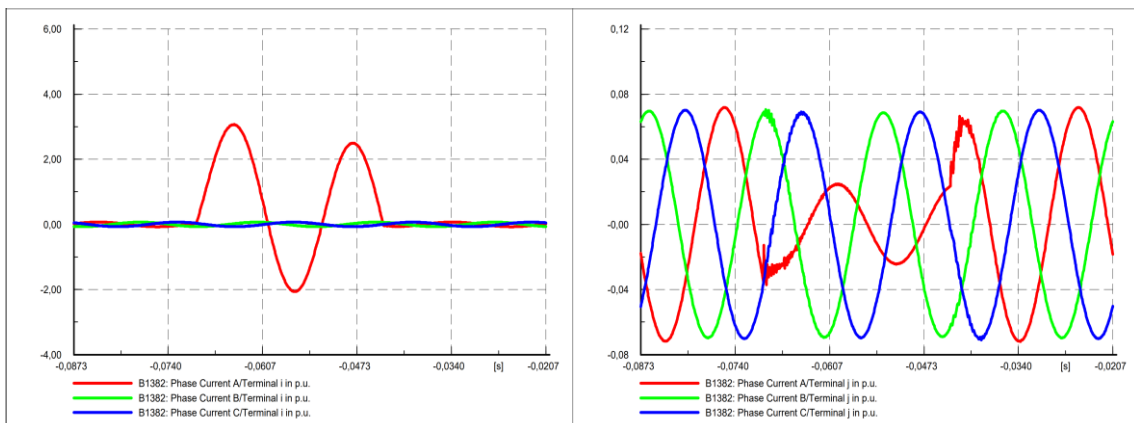 6,00
4,00
2,00
0,00
-2,00
-4,00
-0,0873 -0,0740 -0,0607 -0,0473 -0,0340 [s] -0,0207
B1382: Phase Current A/Terminal i in p.u.
B1382: Phase Current B/Terminal i in p.u.
B1382: Phase Current C/Terminal i in p.u.
0,12
0,08
0,04
-0,00
-0,04
-0,08
-0,0873 -0,0740 -0,0607 -0,0473 -0,0340 [s] -0,0207
B1382: Phase Current A/Terminal j in p.u.
B1382: Phase Current B/Terminal j in p.u.
B1382: Phase Current C/Terminal j in p.u.